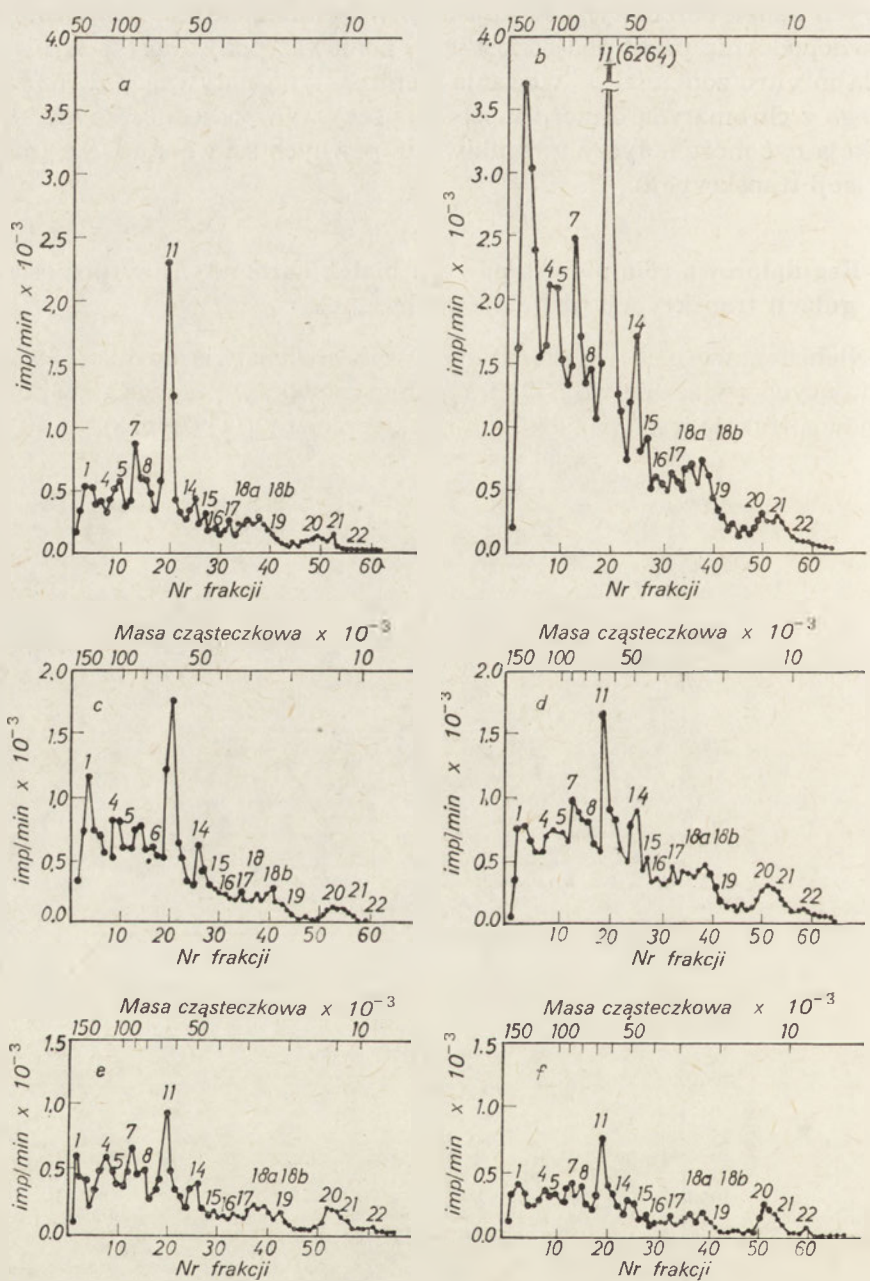 50 100 50 10
4.0
a
3,5
3.0
2.5
2.0
1.5
1.0
0.5
0.0
imp/min x 10⁻³
1 4 5 7 8 11 14 15 16 17 18a 18b 19 20 21 22
10 20 30 40 50 60
Nr frakcji
150 100 50 10
4.0
b
11 (6264)
3.5
3.0
2.5
2.0
1.5
1.0
0.5
0.0
imp/min x 10⁻³
4 5 7 8 14 15 16 17 18a 18b 19 20 21 22
10 20 30 40 50 60
Nr frakcji
Masa cząsteczkowa x 10⁻³
150 100 50 10
2.0
c
1.5
1.0
0.5
0.0
imp/min x 10⁻³
1 4 5 6 14 15 16 17 18 18b 19 20 21 22
10 20 30 40 50 60
Nr frakcji
Masa cząsteczkowa x 10⁻³
150 100 50 10
2.0
d
1.5
1.0
0.5
0.0
imp/min x 10⁻³
1 4 5 7 8 11 14 15 16 17 18a 18b 19 20 21 22
10 20 30 40 50 60
Nr frakcji
Masa cząsteczkowa x 10⁻³
150 100 50 10
1.5
e
1.0
0.5
0.0
imp/min x 10⁻³
1 4 5 7 8 11 14 15 16 17 18a 18b 19 20 21 22
10 20 30 40 50 60
Nr frakcji
Masa cząsteczkowa x 10⁻³
150 100 50 10
1.5
f
1.0
0.5
0.0
imp/min x 10⁻³
1 4 5 7 8 11 14 15 16 17 18a 18b 19 20 21 22
10 20 30 40 50 60
Nr frakcji